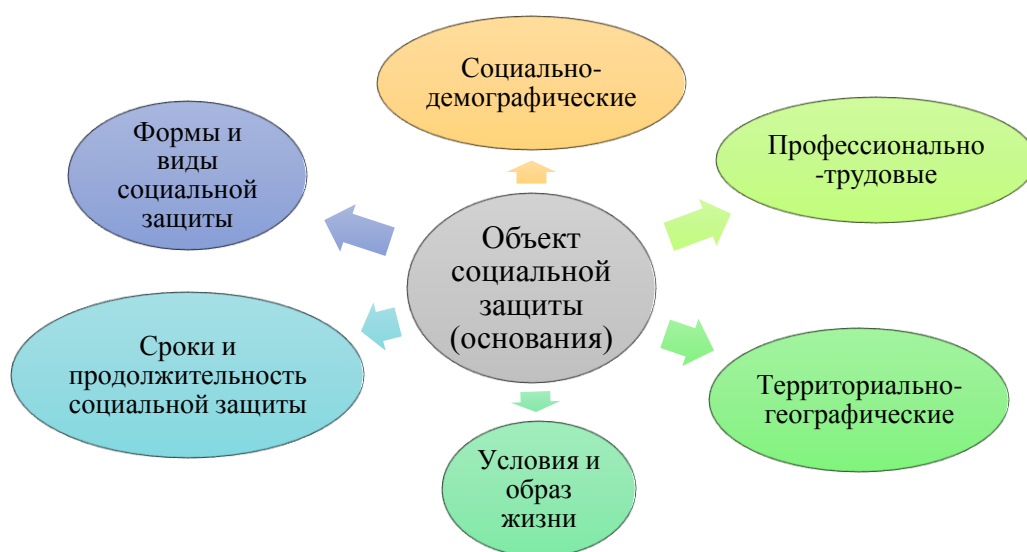 Социально-
демографические
Формы и
виды
социальной
защиты
Профессионально
-трудовые
Объект
социальной
защиты
(основания)
Сроки и
продолжительность
социальной защиты
Территориально-
географические
Условия и
образ
жизни